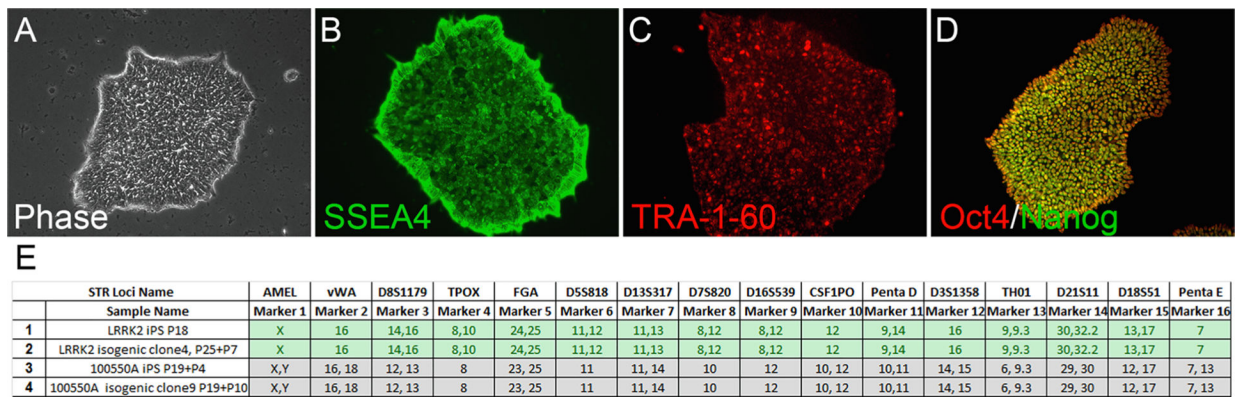 A
B
C
D
Phase
SSEA4
TRA-1-60
Oct4/Nanog
E
STR Loci Name AMEL vWA D8S1179 TPOX FGA D5S818 D13S317 D7S820 D16S539 CSF1PO Penta D D3S1358 TH01 D21S11 D18S51 Penta E
Sample Name Marker 1 Marker 2 Marker 3 Marker 4 Marker 5 Marker 6 Marker 7 Marker 8 Marker 9 Marker 10 Marker 11 Marker 12 Marker 13 Marker 14 Marker 15 Marker 16
1 LRRK2 iPS P18 X 16 14,16 8,10 24,25 11,12 11,13 8,12 8,12 12 9,14 16 9,9.3 30,32.2 13,17 7
2 LRRK2 isogenic clone4, P25+P7 X 16 14,16 8,10 24,25 11,12 11,13 8,12 8,12 12 9,14 16 9,9.3 30,32.2 13,17 7
3 100550A iPS P19+P4 X,Y 16, 18 12, 13 8 23, 25 11 11, 14 10 12 10, 12 10,11 14, 15 6, 9.3 29, 30 12, 17 7, 13
4 100550A isogenic clone9 P19+P10 X,Y 16, 18 12, 13 8 23, 25 11 11, 14 10 12 10, 12 10,11 14, 15 6, 9.3 29, 30 12, 17 7, 13